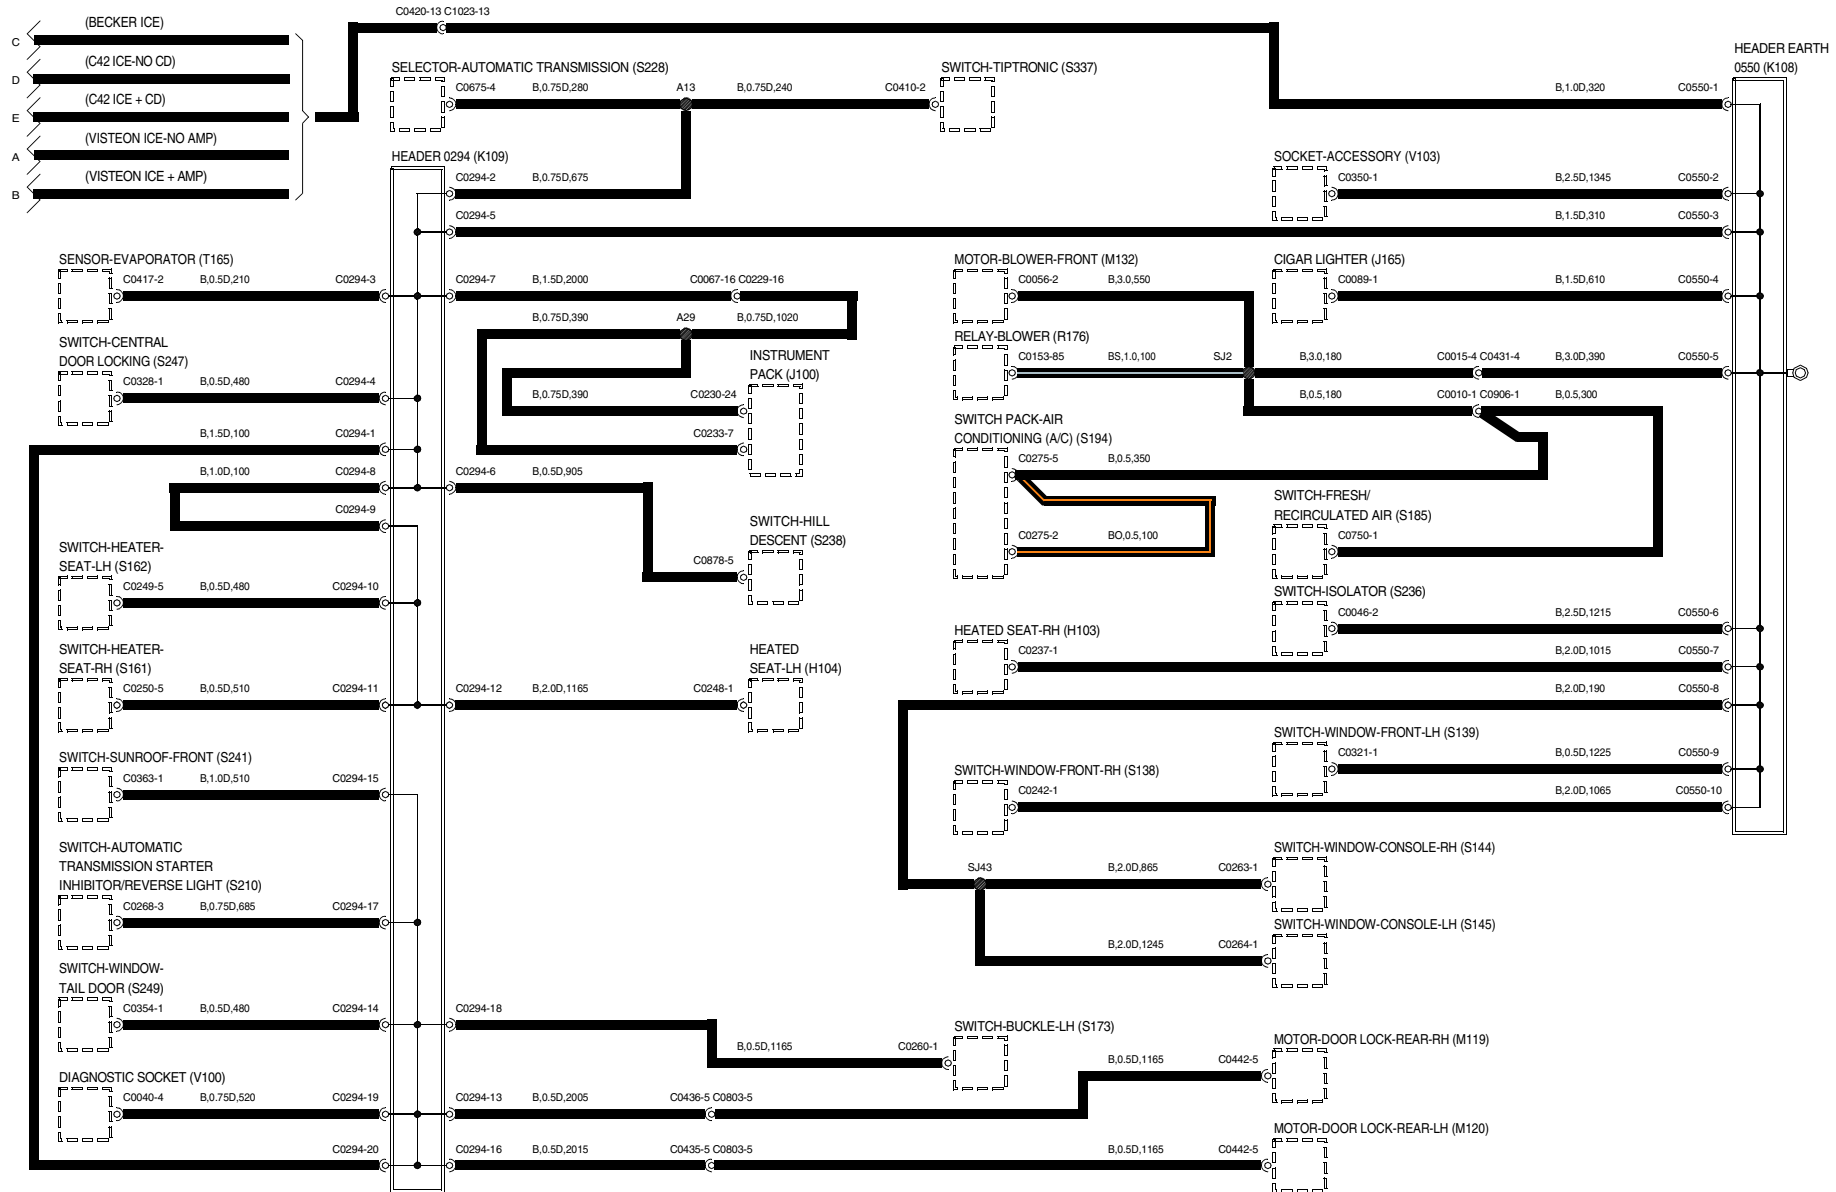 C0420-13 C1023-13
(BECKER ICE)
C
(C42 ICE-NO CD)
D
(C42 ICE + CD)
E
(VISTEON ICE-NO AMP)
A
(VISTEON ICE + AMP)
B
HEADER EARTH
0550 (K108)
SELECTOR-AUTOMATIC TRANSMISSION (S228)
C0675-4 B,0.75D,280 A13 B,0.75D,240 C0410-2
SWITCH-TIPTRONIC (S337)
B,1.0D,320 C0550-1
HEADER 0294 (K109)
C0294-2 B,0.75D,675
SOCKET-ACCESSORY (V103)
C0350-1 B,2.5D,1345 C0550-2
C0294-5 B,1.5D,310 C0550-3
SENSOR-EVAPORATOR (T165)
C0417-2 B,0.5D,210 C0294-3
C0294-7 B,1.5D,2000 C0067-16 C0229-16
MOTOR-BLOWER-FRONT (M132)
C0056-2 B,3.0,550
CIGAR LIGHTER (J165)
C0089-1 B,1.5D,610 C0550-4
B,0.75D,390 A29 B,0.75D,1020
SWITCH-CENTRAL
DOOR LOCKING (S247)
C0328-1 B,0.5D,480 C0294-4
INSTRUMENT
PACK (J100)
B,0.75D,390 C0230-24
C0233-7
RELAY-BLOWER (R176)
C0153-85 BS,1.0,100 SJ2 B,3.0,180 C0015-4 C0431-4 B,3.0D,390 C0550-5
B,0.5,180 C0010-1 C0906-1 B,0.5,300
SWITCH PACK-AIR
CONDITIONING (A/C) (S194)
C0275-5 B,0.5,350
C0275-2 BO,0.5,100
B,1.5D,100 C0294-1
B,1.0D,100 C0294-8
C0294-6 B,0.5D,905
C0294-9
SWITCH-FRESH/
RECIRCULATED AIR (S185)
C0750-1
SWITCH-HILL
DESCENT (S238)
C0878-5
SWITCH-HEATER-
SEAT-LH (S162)
C0249-5 B,0.5D,480 C0294-10
SWITCH-ISOLATOR (S236)
C0046-2 B,2.5D,1215 C0550-6
HEATED SEAT-RH (H103)
C0237-1 B,2.0D,1015 C0550-7
SWITCH-HEATER-
SEAT-RH (S161)
C0250-5 B,0.5D,510 C0294-11
C0294-12 B,2.0D,1165 C0248-1
HEATED
SEAT-LH (H104)
B,2.0D,190 C0550-8
SWITCH-WINDOW-FRONT-LH (S139)
C0321-1 B,0.5D,1225 C0550-9
SWITCH-SUNROOF-FRONT (S241)
C0363-1 B,1.0D,510 C0294-15
SWITCH-WINDOW-FRONT-RH (S138)
C0242-1 B,2.0D,1065 C0550-10
SWITCH-AUTOMATIC
TRANSMISSION STARTER
INHIBITOR/REVERSE LIGHT (S210)
C0268-3 B,0.75D,685 C0294-17
SWITCH-WINDOW-CONSOLE-RH (S144)
SJ43 B,2.0D,865 C0263-1
SWITCH-WINDOW-CONSOLE-LH (S145)
B,2.0D,1245 C0264-1
SWITCH-WINDOW-
TAIL DOOR (S249)
C0354-1 B,0.5D,480 C0294-14
C0294-18
B,0.5D,1165 C0260-1
SWITCH-BUCKLE-LH (S173)
MOTOR-DOOR LOCK-REAR-RH (M119)
B,0.5D,1165 C0442-5
DIAGNOSTIC SOCKET (V100)
C0040-4 B,0.75D,520 C0294-19
C0294-13 B,0.5D,2005 C0436-5 C0803-5
MOTOR-DOOR LOCK-REAR-LH (M120)
C0294-20
C0294-16 B,0.5D,2015 C0435-5 C0803-5 B,0.5D,1165 C0442-5